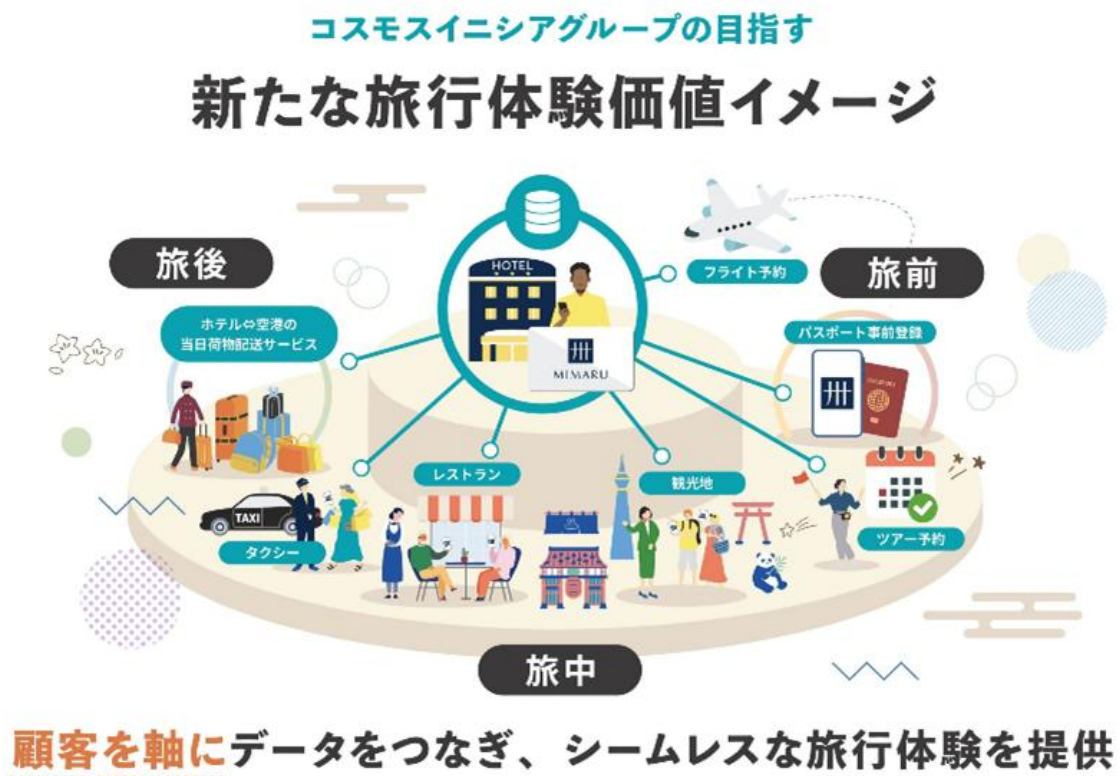 コスモスイニシアグループの目指す
新たな旅行体験価値イメージ
旅後
フライト予約
旅前
HOTEL
ホテル⇔空港の
当日荷物配送サービス
パスポート事前登録
MIMARU
レストラン
観光地
TAXI
タクシー
ツアー予約
旅中
顧客を軸にデータをつなぎ、シームレスな旅行体験を提供